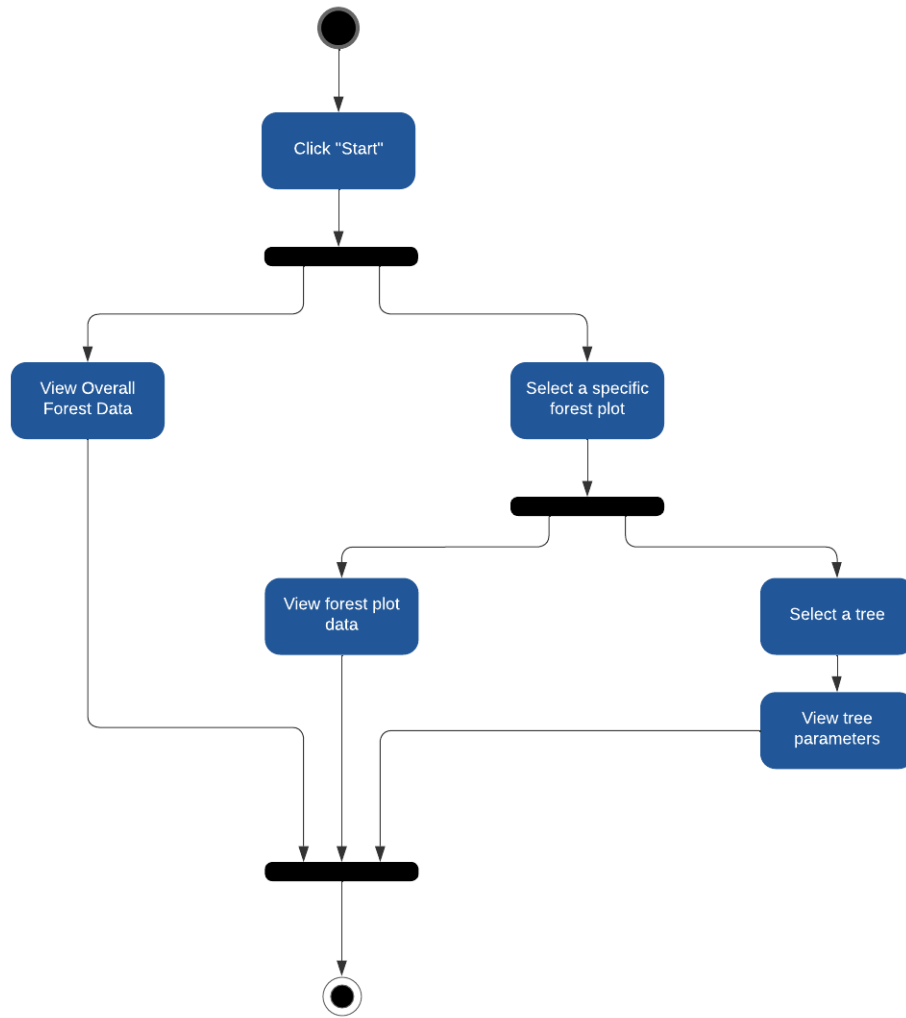 Click "Start"
View Overall
Forest Data
Select a specific
forest plot
View forest plot
data
Select a tree
View tree
parameters